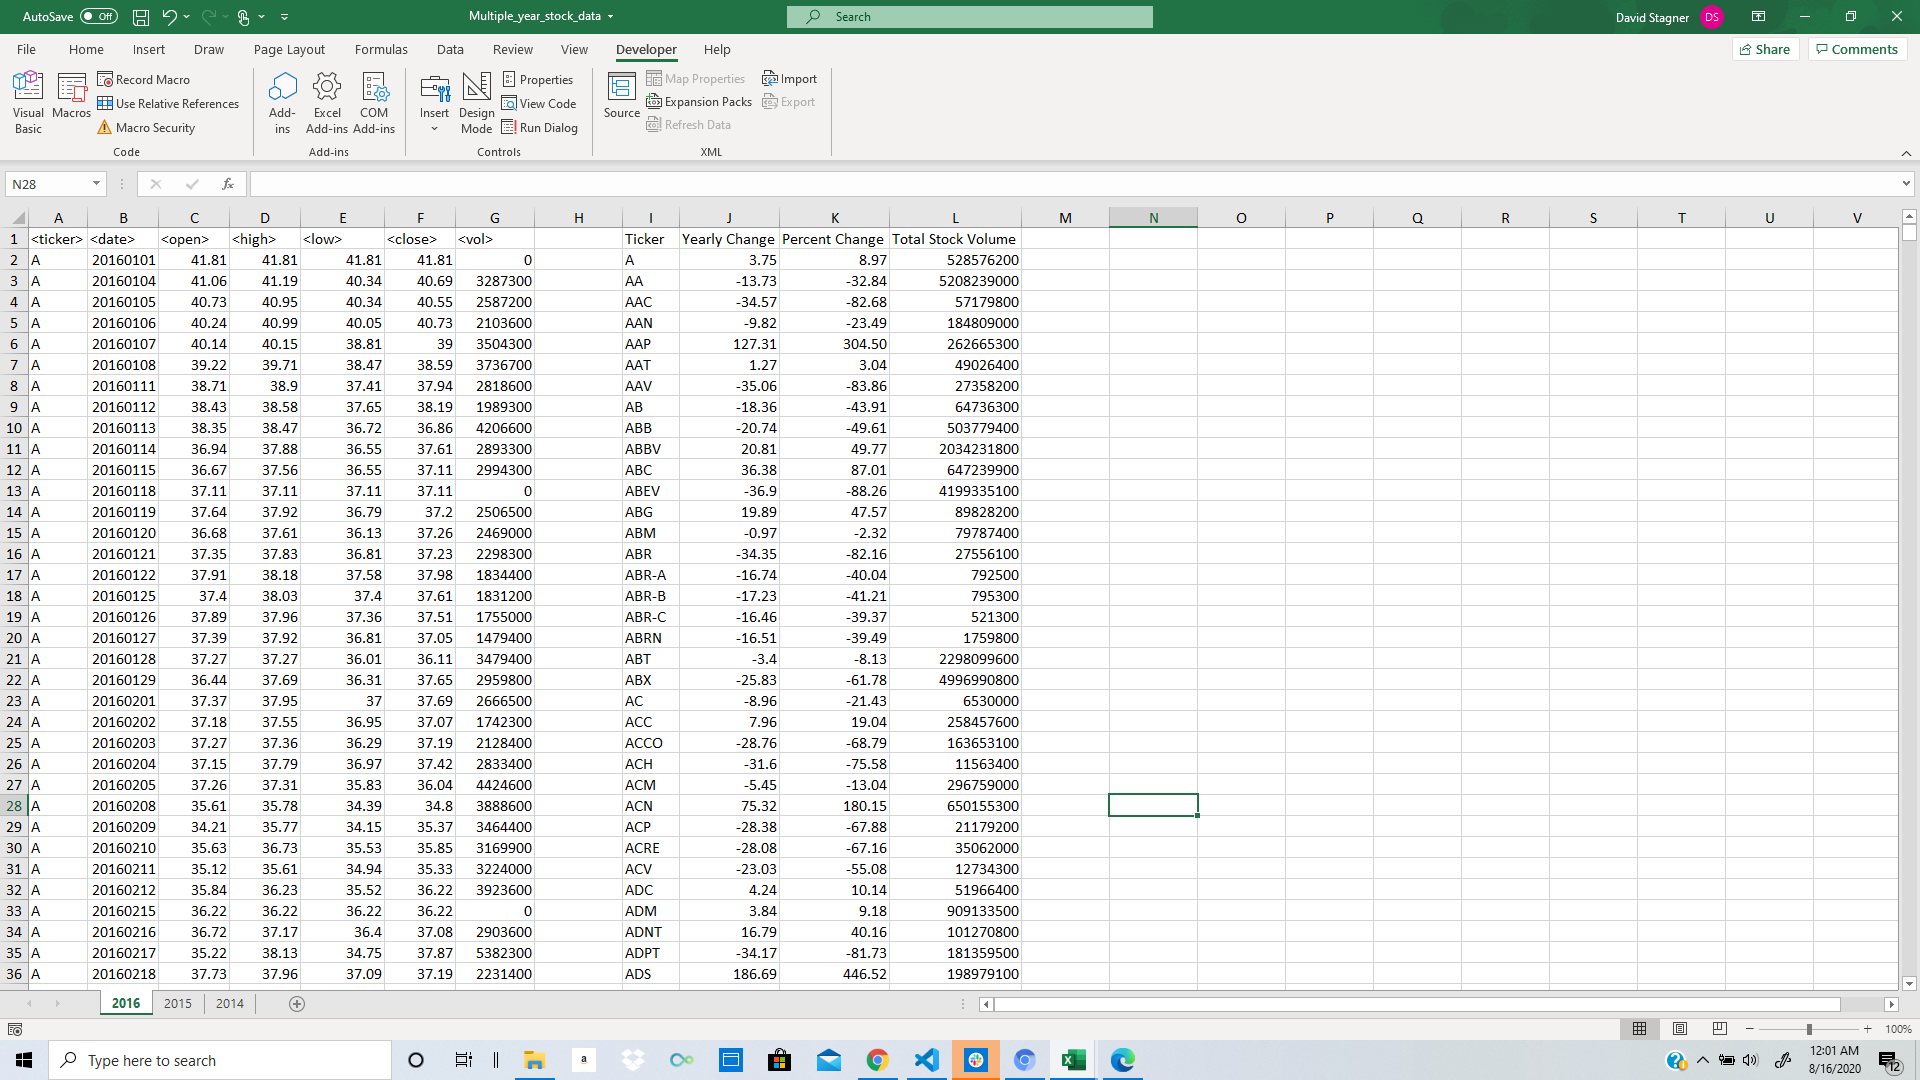 AutoSave Off Multiple_year_stock_data Search David Stagner DS
File Home Insert Draw Page Layout Formulas Data Review View Developer Help Share Comments
Visual Basic Macros Record Macro Use Relative References Macro Security Add-ins Excel Add-ins COM Add-ins Insert Design Mode Properties View Code Run Dialog Source Map Properties Expansion Packs Refresh Data Import Export
Code Add-ins Controls XML
N28 fx
A B C D E F G H I J K L M N O P Q R S T U V
1 <ticker> <date> <open> <high> <low> <close> <vol> Ticker Yearly Change Percent Change Total Stock Volume
2 A 20160101 41.81 41.81 41.81 41.81 0 A 3.75 8.97 528576200
3 A 20160104 41.06 41.19 40.34 40.69 3287300 AA -13.73 -32.84 5208239000
4 A 20160105 40.73 40.95 40.34 40.55 2587200 AAC -34.57 -82.68 57179800
5 A 20160106 40.24 40.99 40.05 40.73 2103600 AAN -9.82 -23.49 184809000
6 A 20160107 40.14 40.15 38.81 39 3504300 AAP 127.31 304.50 262665300
7 A 20160108 39.22 39.71 38.47 38.59 3736700 AAT 1.27 3.04 49026400
8 A 20160111 38.71 38.9 37.41 37.94 2818600 AAV -35.06 -83.86 27358200
9 A 20160112 38.43 38.58 37.65 38.19 1989300 AB -18.36 -43.91 64736300
10 A 20160113 38.35 38.47 36.72 36.86 4206600 ABB -20.74 -49.61 503779400
11 A 20160114 36.94 37.88 36.55 37.61 2893300 ABBV 20.81 49.77 2034231800
12 A 20160115 36.67 37.56 36.55 37.11 2994300 ABC 36.38 87.01 647239900
13 A 20160118 37.11 37.11 37.11 37.11 0 ABEV -36.9 -88.26 4199335100
14 A 20160119 37.64 37.92 36.79 37.2 2506500 ABG 19.89 47.57 89828200
15 A 20160120 36.68 37.61 36.13 37.26 2469000 ABM -0.97 -2.32 79787400
16 A 20160121 37.35 37.83 36.81 37.23 2298300 ABR -34.35 -82.16 27556100
17 A 20160122 37.91 38.18 37.58 37.98 1834400 ABR-A -16.74 -40.04 792500
18 A 20160125 37.4 38.03 37.4 37.61 1831200 ABR-B -17.23 -41.21 795300
19 A 20160126 37.89 37.96 37.36 37.51 1755000 ABR-C -16.46 -39.37 521300
20 A 20160127 37.39 37.92 36.81 37.05 1479400 ABRN -16.51 -39.49 1759800
21 A 20160128 37.27 37.27 36.01 36.11 3479400 ABT -3.4 -8.13 2298099600
22 A 20160129 36.44 37.69 36.31 37.65 2959800 ABX -25.83 -61.78 4996990800
23 A 20160201 37.37 37.95 37 37.69 2666500 AC -8.96 -21.43 6530000
24 A 20160202 37.18 37.55 36.95 37.07 1742300 ACC 7.96 19.04 258457600
25 A 20160203 37.27 37.36 36.29 37.19 2128400 ACCO -28.76 -68.79 163653100
26 A 20160204 37.15 37.79 36.97 37.42 2833400 ACH -31.6 -75.58 11563400
27 A 20160205 37.26 37.31 35.83 36.04 4424600 ACM -5.45 -13.04 296759000
28 A 20160208 35.61 35.78 34.39 34.8 3888600 ACN 75.32 180.15 650155300
29 A 20160209 34.21 35.77 34.15 35.37 3464400 ACP -28.38 -67.88 21179200
30 A 20160210 35.63 36.73 35.53 35.85 3169900 ACRE -28.08 -67.16 35062000
31 A 20160211 35.12 35.61 34.94 35.33 3224000 ACV -23.03 -55.08 12734300
32 A 20160212 35.84 36.23 35.52 36.22 3923600 ADC 4.24 10.14 51966400
33 A 20160215 36.22 36.22 36.22 36.22 0 ADM 3.84 9.18 909133500
34 A 20160216 36.72 37.17 36.4 37.08 2903600 ADNT 16.79 40.16 101270800
35 A 20160217 35.22 38.13 34.75 37.87 5382300 ADPT -34.17 -81.73 181359500
36 A 20160218 37.73 37.96 37.09 37.19 2231400 ADS 186.69 446.52 198979100
2016 2015 2014
100%
Type here to search a 12:01 AM
8/16/2020 12